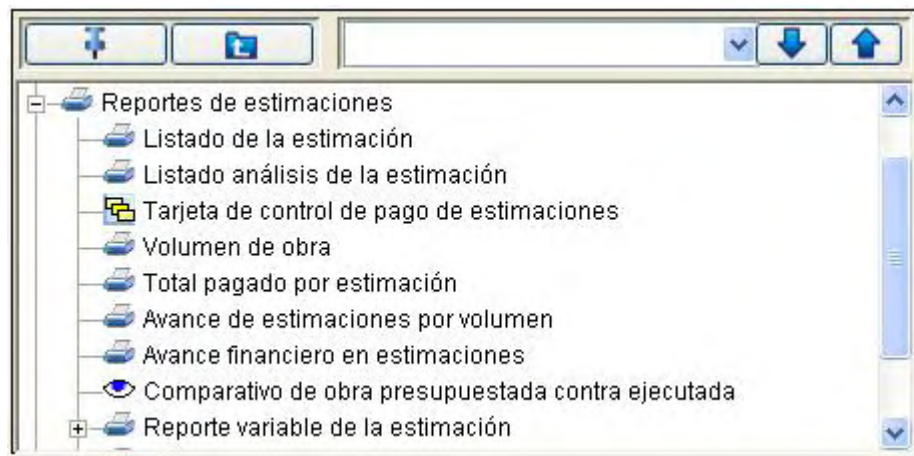 Reportes de estimaciones
Listado de la estimación
Listado análisis de la estimación
Tarjeta de control de pago de estimaciones
Volumen de obra
Total pagado por estimación
Avance de estimaciones por volumen
Avance financiero en estimaciones
Comparativo de obra presupuestada contra ejecutada
Reporte variable de la estimación